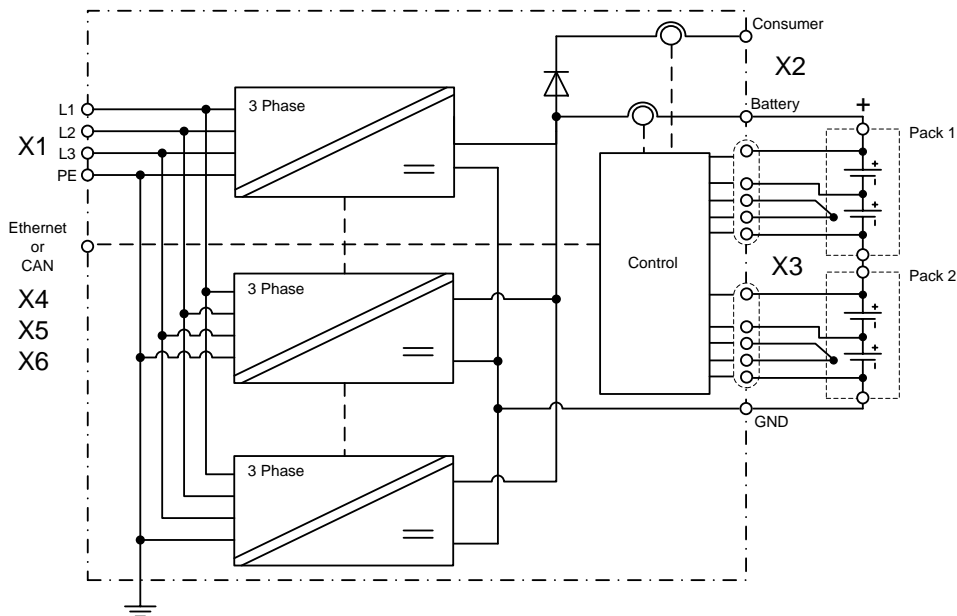 Consumer
X2
3 Phase
L1
L2
X1
L3
PE
Battery
+
Pack 1
+
-
+
-
Ethernet
or
CAN
X4
X5
X6
3 Phase
Control
X3
Pack 2
+
-
+
-
GND
3 Phase